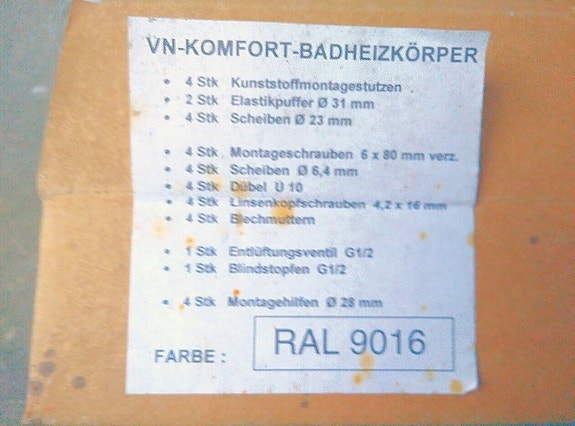 VN-KOMFORT-BADHEIZKÖRPER
• 4 Stk Kunststoffmontagestutzen
• 2 Stk Elastikpuffer Ø 31 mm
• 4 Stk Scheiben Ø 23 mm
• 4 Stk Montageschrauben 6 x 80 mm verz.
• 4 Stk Scheiben Ø 6,4 mm
• 4 Stk Dübel U 10
• 4 Stk Linsenkopfschrauben 4,2 x 16 mm
• 4 Stk Blechmuttern
• 1 Stk Entlüftungsventil G1/2
• 1 Stk Blindstopfen G1/2
• 4 Stk Montagehilfen Ø 28 mm
FARBE : RAL 9016